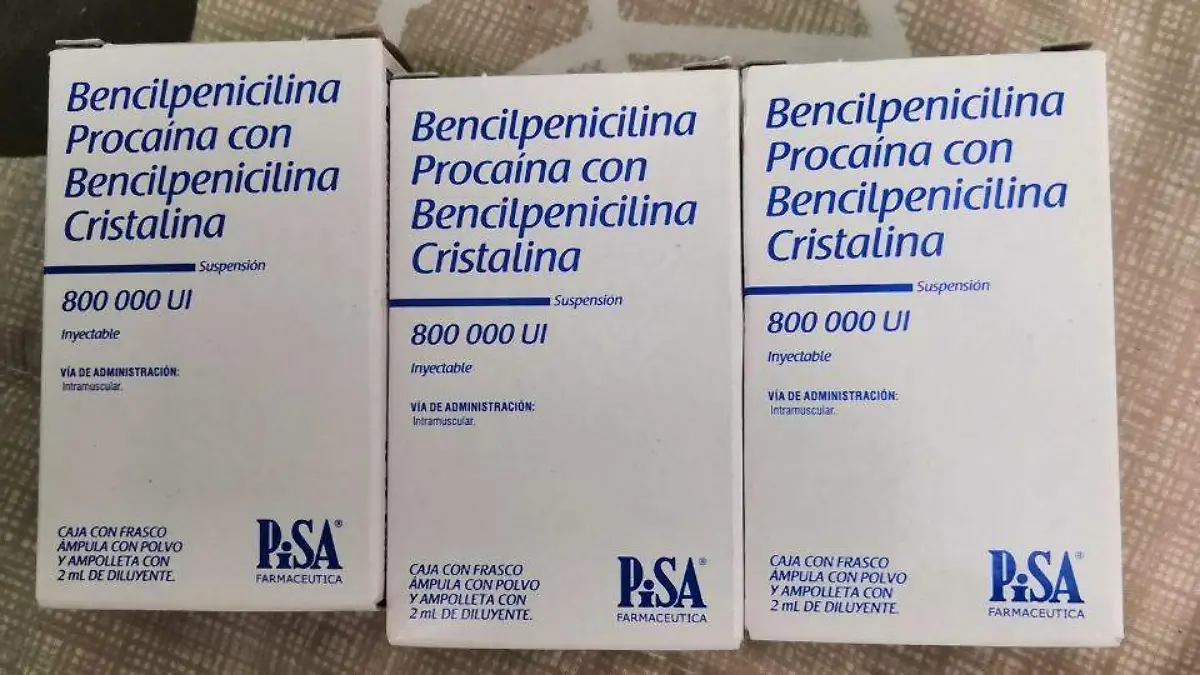 Bencilpenicilina
Procaína con
Bencilpenicilina
Cristalina
Suspensión
800 000 UI
Inyectable
VÍA DE ADMINISTRACIÓN:
Intramuscular.
CAJA CON FRASCO
ÁMPULA CON POLVO
Y AMPOLLETA CON
2 mL DE DILUYENTE.
PiSA®
FARMACEUTICA
Bencilpenicilina
Procaína con
Bencilpenicilina
Cristalina
Suspensión
800 000 UI
Inyectable
VÍA DE ADMINISTRACIÓN:
Intramuscular.
CAJA CON FRASCO
ÁMPULA CON POLVO
Y AMPOLLETA CON
2 mL DE DILUYENTE.
PiSA®
FARMACEUTICA
Bencilpenicilina
Procaína con
Bencilpenicilina
Cristalina
Suspensión
800 000 UI
Inyectable
VÍA DE ADMINISTRACIÓN:
Intramuscular.
CAJA CON FRASCO
ÁMPULA CON POLVO
Y AMPOLLETA CON
2 mL DE DILUYENTE.
PiSA®
FARMACEUTICA